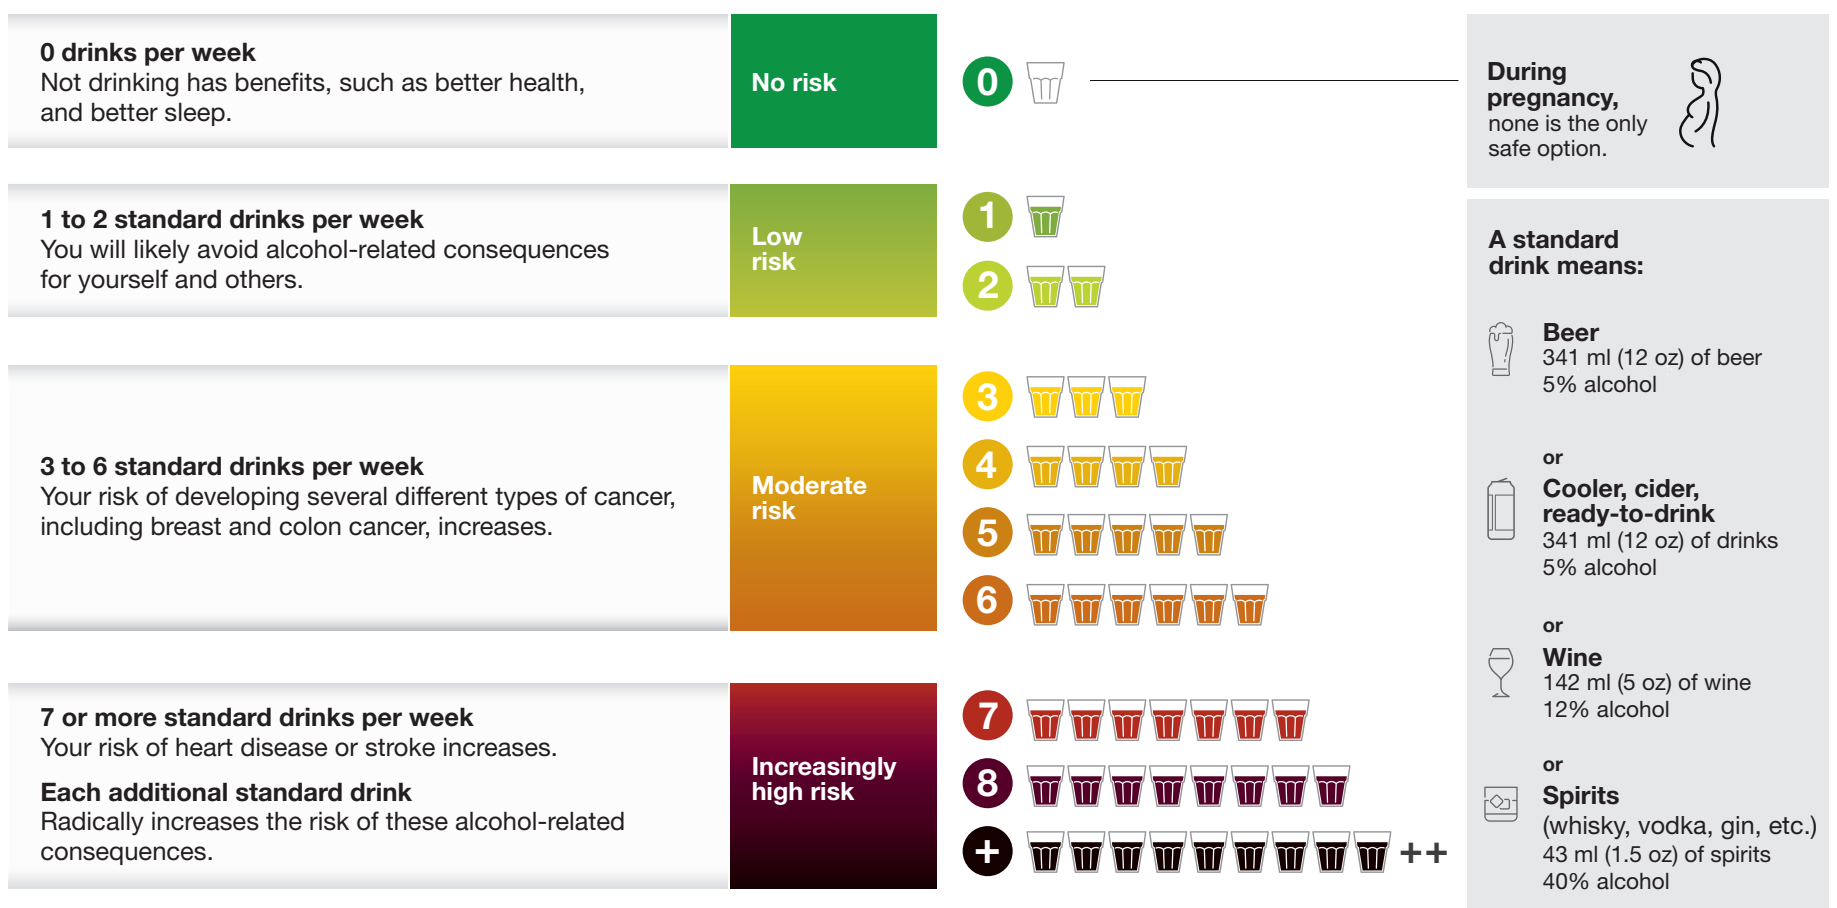 0 drinks per week
Not drinking has benefits, such as better health,
and better sleep.
No risk
0
During
pregnancy,
none is the only
safe option.
1 to 2 standard drinks per week
You will likely avoid alcohol-related consequences
for yourself and others.
Low
risk
1
2
3 to 6 standard drinks per week
Your risk of developing several different types of cancer,
including breast and colon cancer, increases.
Moderate
risk
3
4
5
6
7 or more standard drinks per week
Your risk of heart disease or stroke increases.
Each additional standard drink
Radically increases the risk of these alcohol-related
consequences.
Increasingly
high risk
7
8
+
++
A standard
drink means:
Beer
341 ml (12 oz) of beer
5% alcohol
or
Cooler, cider,
ready-to-drink
341 ml (12 oz) of drinks
5% alcohol
or
Wine
142 ml (5 oz) of wine
12% alcohol
or
Spirits
(whisky, vodka, gin, etc.)
43 ml (1.5 oz) of spirits
40% alcohol